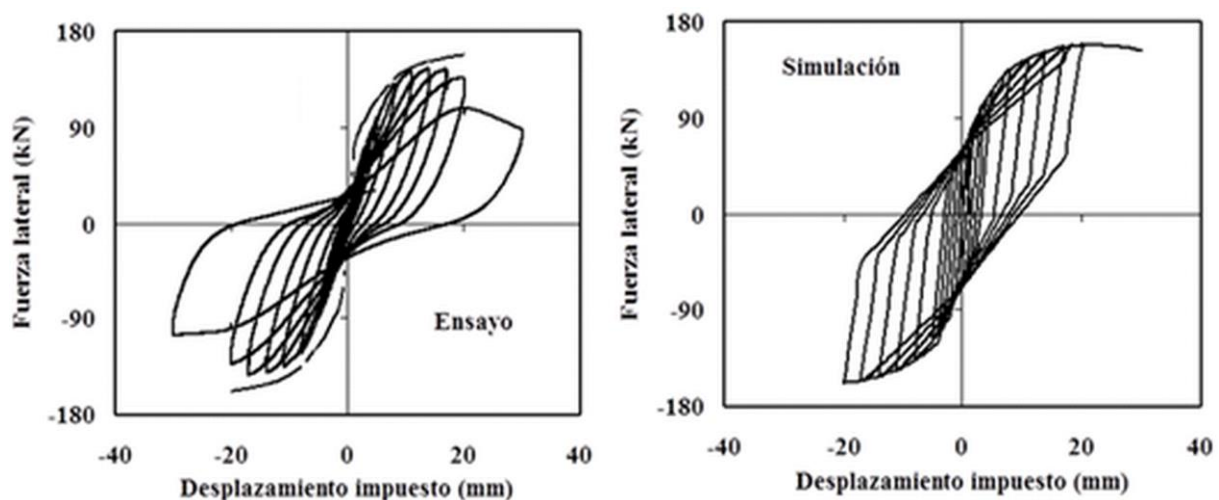 180
90
0
-90
-180
Fuerza lateral (kN)
Ensayo
-40 -20 0 20 40
Desplazamiento impuesto (mm)
180
90
0
-90
-180
Fuerza lateral (kN)
Simulación
-40 -20 0 20 40
Desplazamiento impuesto (mm)